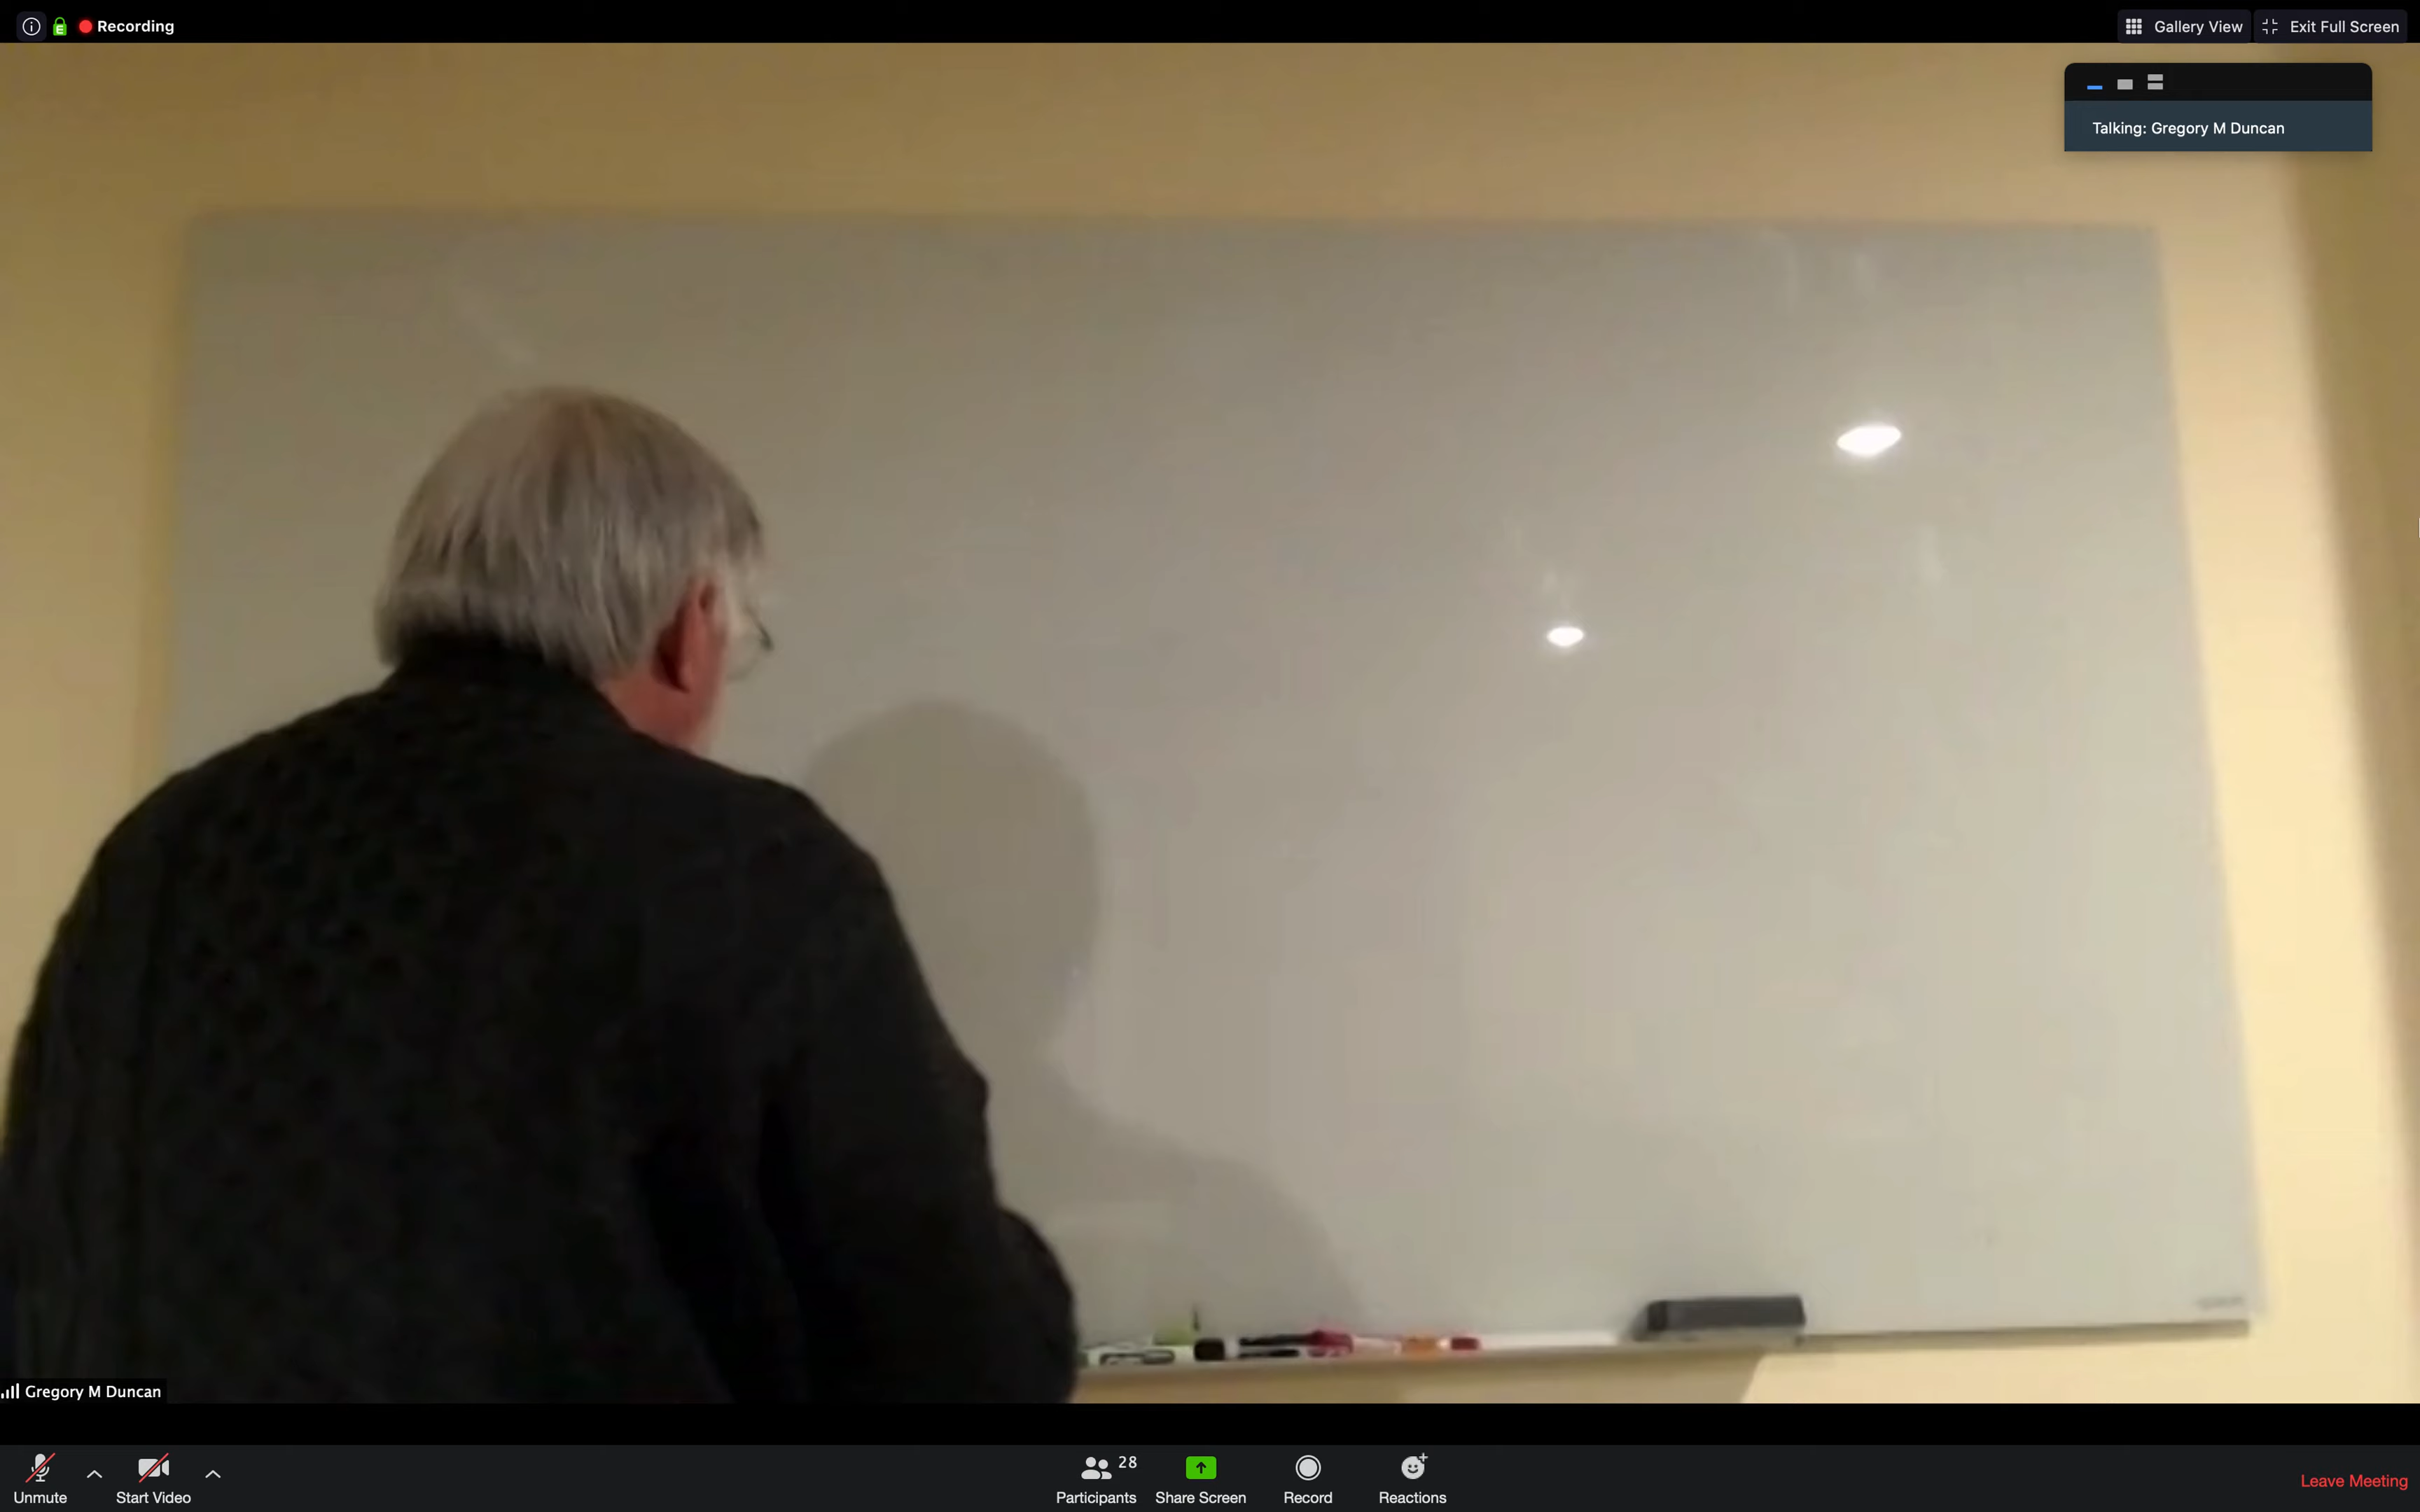 Recording
Gallery View
Exit Full Screen
Talking: Gregory M Duncan
Gregory M Duncan
Unmute
Start Video
28
Participants
Share Screen
Record
Reactions
Leave Meeting